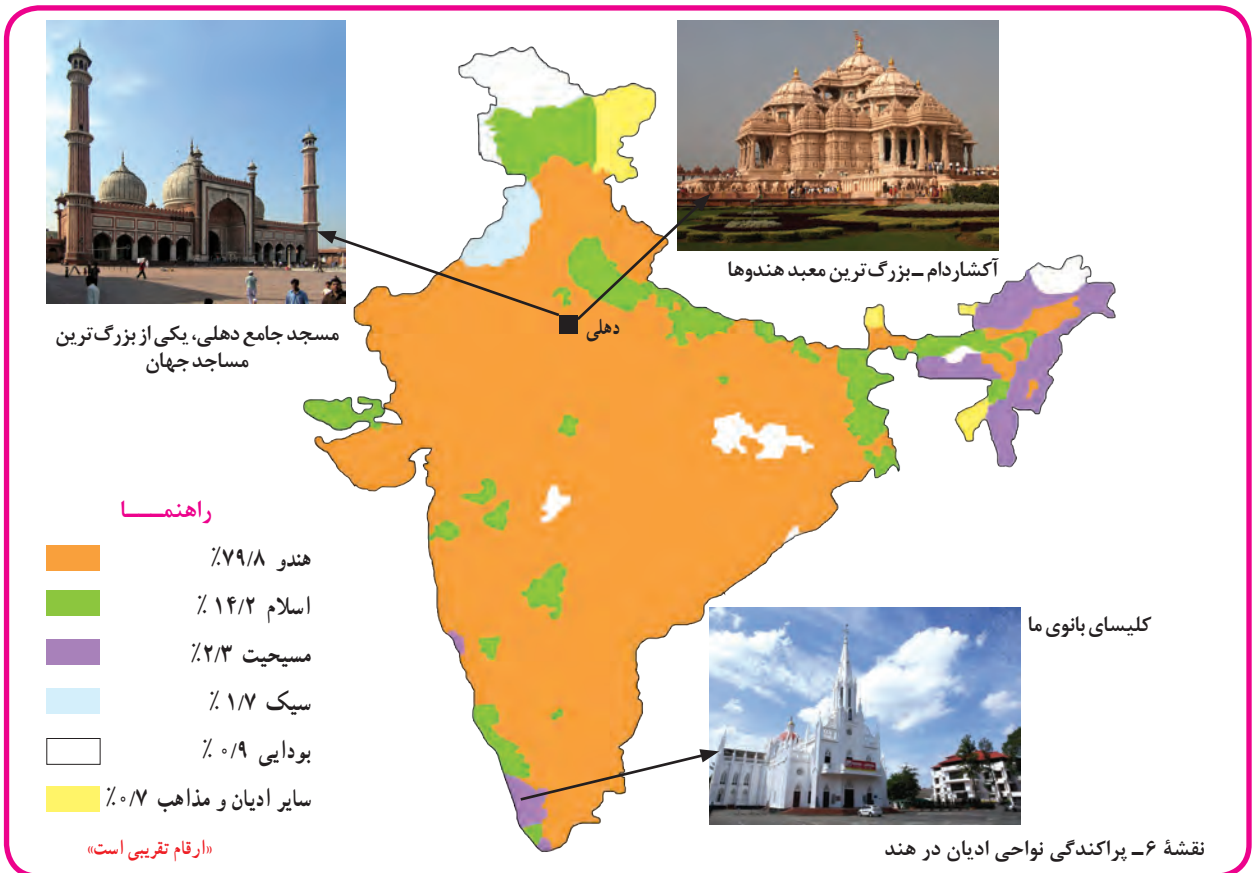 آکشاردام ـ بزرگ‌ترین معبد هندوها
مسجد جامع دهلی، یکی از بزرگ‌ترین
مساجد جهان
دهلی
راهنمـــــا
هندو ۷۹/۸٪
اسلام ۱۴/۲ ٪
مسیحیت ۲/۳٪
سیک ۱/۷ ٪
بودایی ۰/۹ ٪
سایر ادیان و مذاهب ۰/۷٪
«ارقام تقریبی است»
کلیسای بانوی ما
نقشهٔ ۶ـ پراکندگی نواحی ادیان در هند